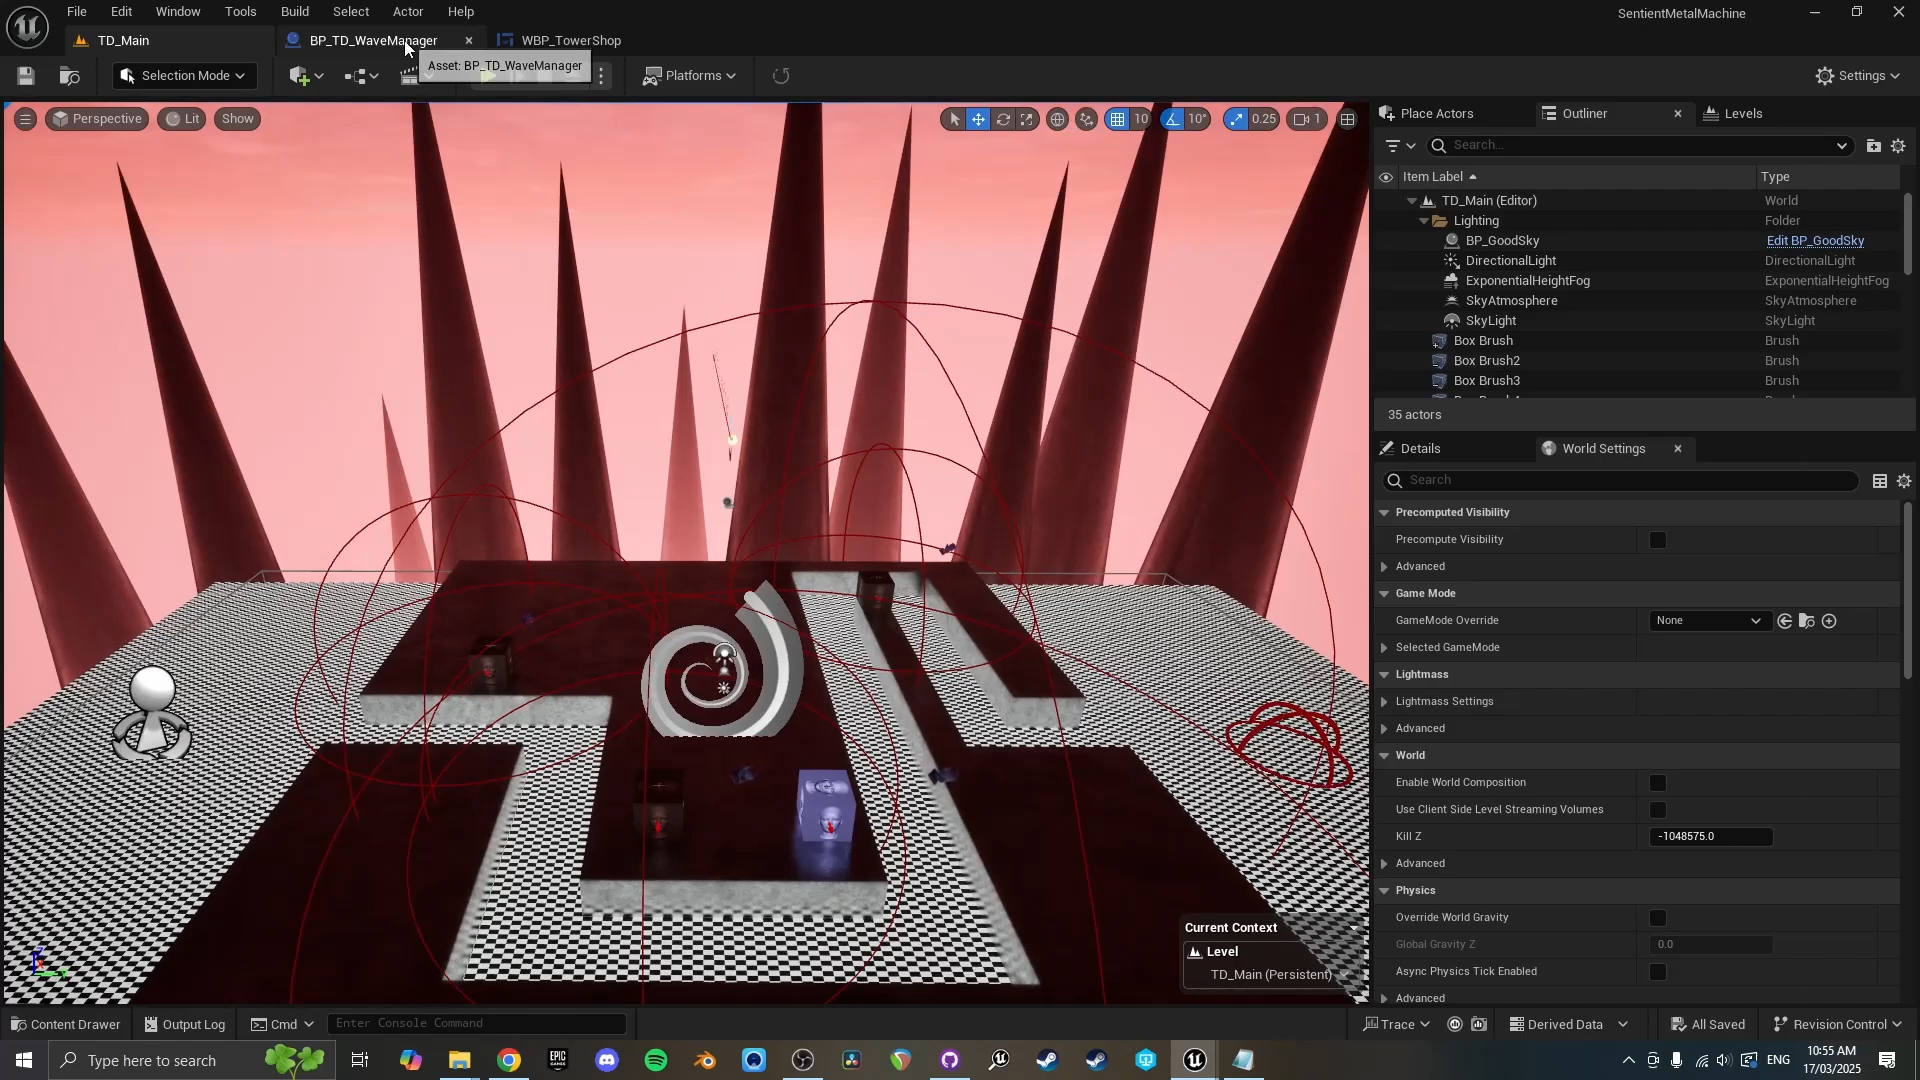 File Edit Window Tools Build Select Actor Help
SentientMetalMachine
TD_Main
BP_TD_WaveManager
WBP_TowerShop
Asset: BP_TD_WaveManager
Selection Mode
Platforms
Settings
Perspective
Lit
Show
10
10°
0.25
1
Place Actors
Outliner
Levels
Search...
Item Label
Type
TD_Main (Editor)
World
Lighting
Folder
BP_GoodSky
Edit BP_GoodSky
DirectionalLight
DirectionalLight
ExponentialHeightFog
ExponentialHeightFog
SkyAtmosphere
SkyAtmosphere
SkyLight
SkyLight
Box Brush
Brush
Box Brush2
Brush
Box Brush3
Brush
35 actors
Details
World Settings
Search
Precomputed Visibility
Precompute Visibility
Advanced
Game Mode
GameMode Override
None
Selected GameMode
Lightmass
Lightmass Settings
Advanced
World
Enable World Composition
Use Client Side Level Streaming Volumes
Kill Z
-1048575.0
Advanced
Physics
Override World Gravity
Global Gravity Z
0.0
Async Physics Tick Enabled
Advanced
Current Context
Level
TD_Main (Persistent)
Content Drawer
Output Log
Cmd
Enter Console Command
Trace
Derived Data
All Saved
Revision Control
Type here to search
ENG
10:55 AM
17/03/2025